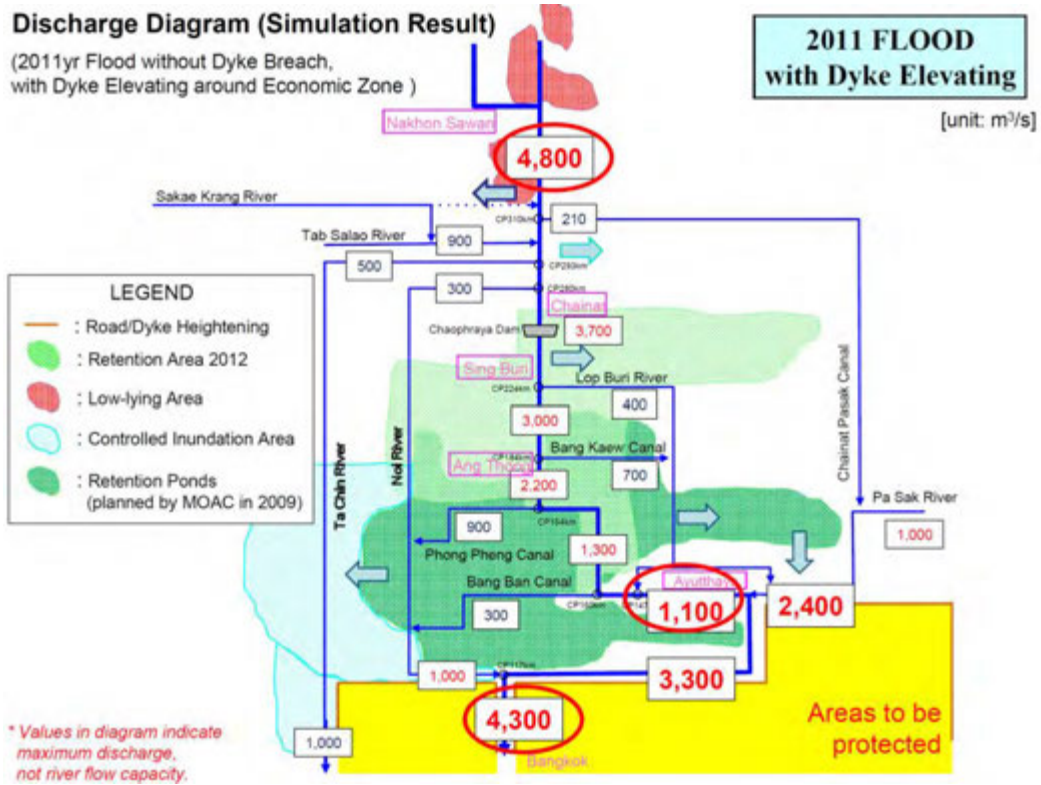 Discharge Diagram (Simulation Result)
(2011yr Flood without Dyke Breach,
with Dyke Elevating around Economic Zone )
2011 FLOOD
with Dyke Elevating
[unit: m³/s]
Nakhon Sawan
4,800
Sakae Krang River
CP310km
210
Tab Salao River
900
500
300
Chainat
Chaophraya Dam
3,700
LEGEND
: Road/Dyke Heightening
: Retention Area 2012
: Low-lying Area
: Controlled Inundation Area
: Retention Ponds
(planned by MOAC in 2009)
Sing Buri
CP224km
Lop Buri River
400
3,000
Bang Kaew Canal
Ang Thong
700
2,200
Chainat Pasak Canal
Ta Chin River
Noi River
Pa Sak River
1,000
900
CP154km
Phong Pheng Canal
1,300
Bang Ban Canal
Ayutthay
300
1,100
2,400
CP117km
1,000
3,300
4,300
Areas to be
protected
1,000
Bangkok
* Values in diagram indicate
maximum discharge,
not river flow capacity.